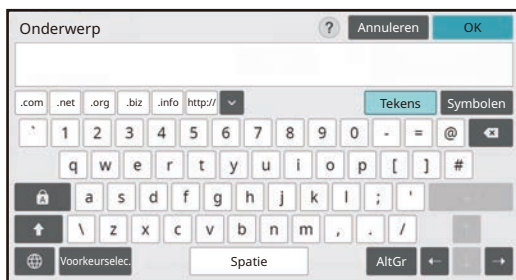 Onderwerp ? Annuleren OK
.com .net .org .biz .info http:// Tekens Symbolen
` 1 2 3 4 5 6 7 8 9 0 - = @
q w e r t y u i o p [ ] #
A a s d f g h j k l ; '
\ z x c v b n m , . /
Voorkeurselec. Spatie AltGr